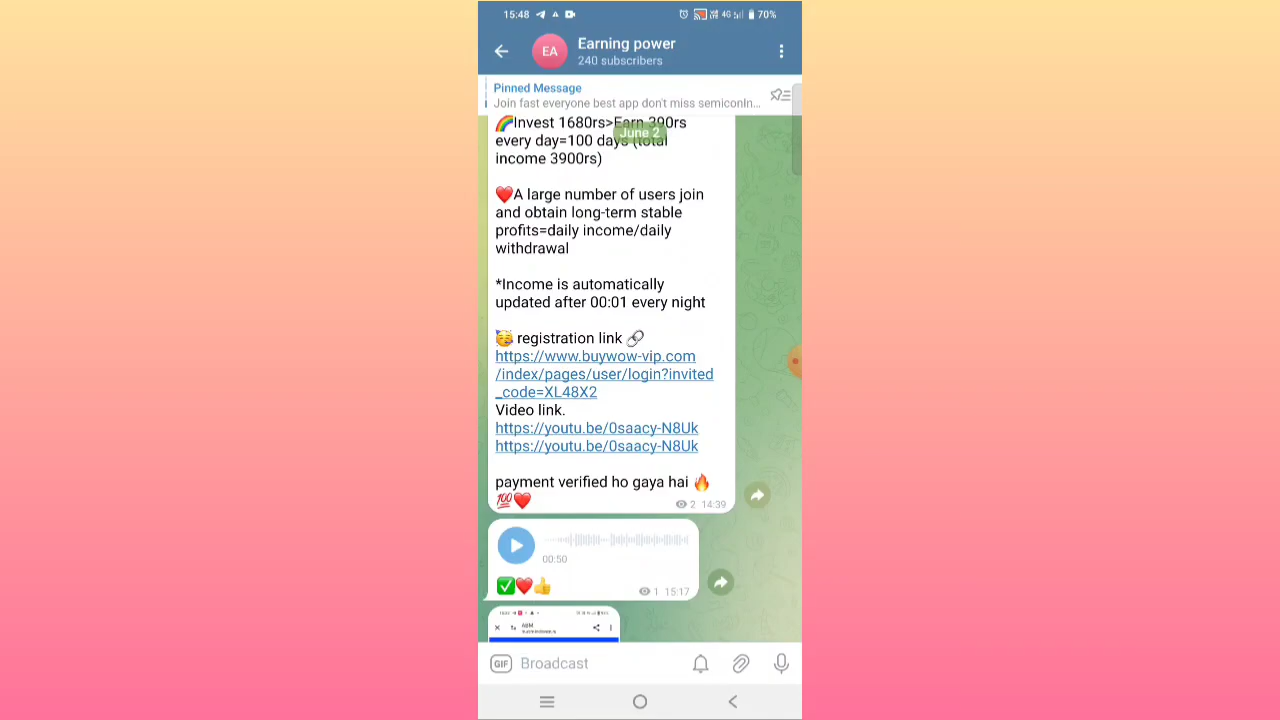 15:48
4G 70%
EA
Earning power
240 subscribers
Pinned Message
Join fast everyone best app don't miss semiconIn...
🌈Invest 1680rs>Earn 390rs
June 2
every day=100 days (total
income 3900rs)
❤️A large number of users join
and obtain long-term stable
profits=daily income/daily
withdrawal
*Income is automatically
updated after 00:01 every night
🥳 registration link 🔗
https://www.buywow-vip.com
/index/pages/user/login?invited
_code=XL48X2
Video link.
https://youtu.be/0saacy-N8Uk
https://youtu.be/0saacy-N8Uk
payment verified ho gaya hai 🔥
💯❤️
2 14:39
00:50
✅❤️👍
1 15:17
GIF Broadcast